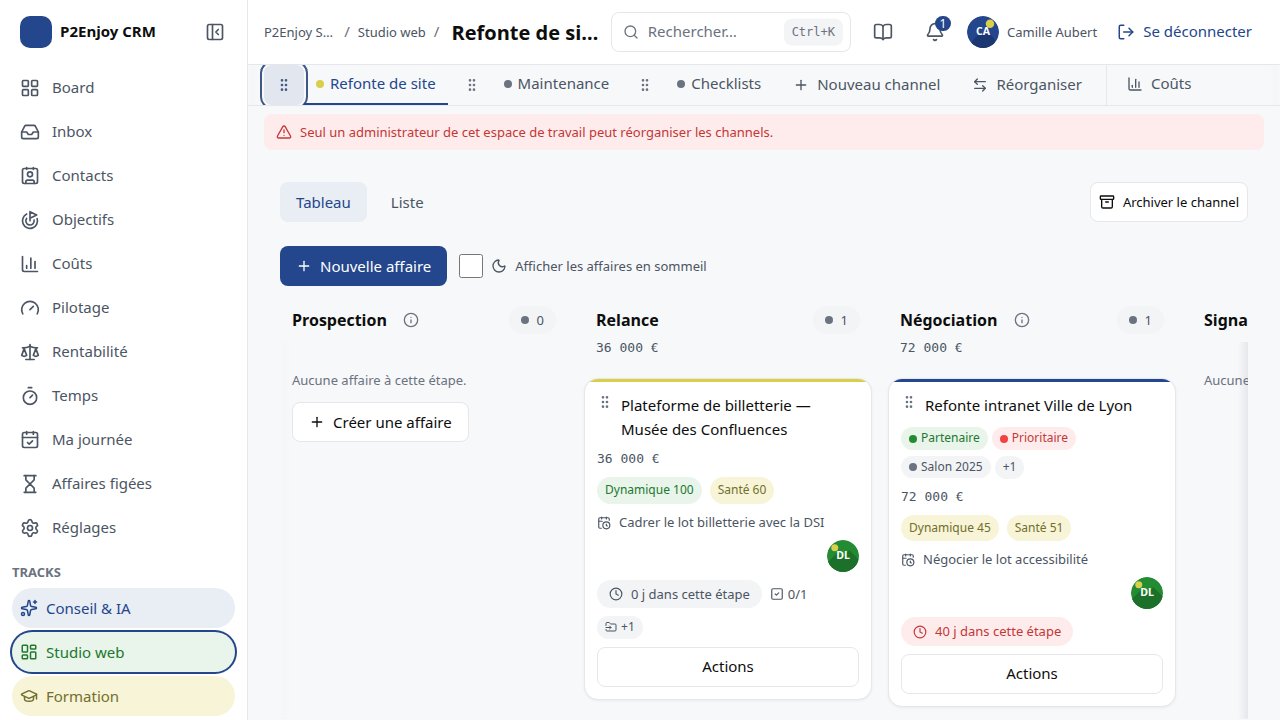 P2Enjoy CRM
Board
Inbox
Contacts
Objectifs
Coûts
Pilotage
Rentabilité
Temps
Ma journée
Affaires figées
Réglages
TRACKS
Conseil & IA
Studio web
Formation
P2Enjoy S... / Studio web / Refonte de si...
Rechercher... Ctrl+K
1
CA Camille Aubert
Se déconnecter
Refonte de site
Maintenance
Checklists
Nouveau channel
Réorganiser
Coûts
Seul un administrateur de cet espace de travail peut réorganiser les channels.
Tableau
Liste
Archiver le channel
Nouvelle affaire
Afficher les affaires en sommeil
Prospection 0
Aucune affaire à cette étape.
Créer une affaire
Relance 1
36 000 €
Plateforme de billetterie —
Musée des Confluences
36 000 €
Dynamique 100 Santé 60
Cadrer le lot billetterie avec la DSI
DL
0 j dans cette étape 0/1
+1
Actions
Négociation 1
72 000 €
Refonte intranet Ville de Lyon
Partenaire Prioritaire
Salon 2025 +1
72 000 €
Dynamique 45 Santé 51
Négocier le lot accessibilité
DL
40 j dans cette étape
Actions
Signa
Aucune